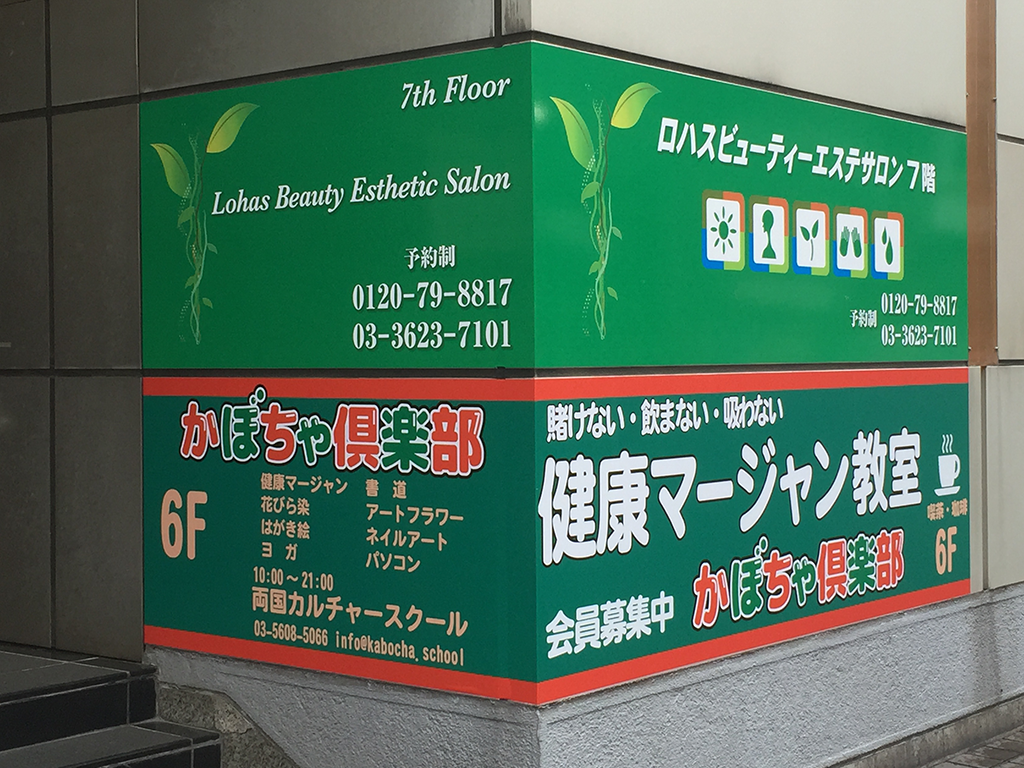 7th Floor
Lohas Beauty Esthetic Salon
予約制
0120-79-8817
03-3623-7101
ロハスビューティーエステサロン 7階
予約制
0120-79-8817
03-3623-7101
かぼちゃ倶楽部
6F
健康マージャン 書道
花びら染 アートフラワー
はがき絵 ネイルアート
ヨガ パソコン
10:00～21:00
両国カルチャースクール
03-5608-5066 info@kabocha.school
賭けない・飲まない・吸わない
健康マージャン教室
喫茶・珈琲
6F
会員募集中 かぼちゃ倶楽部